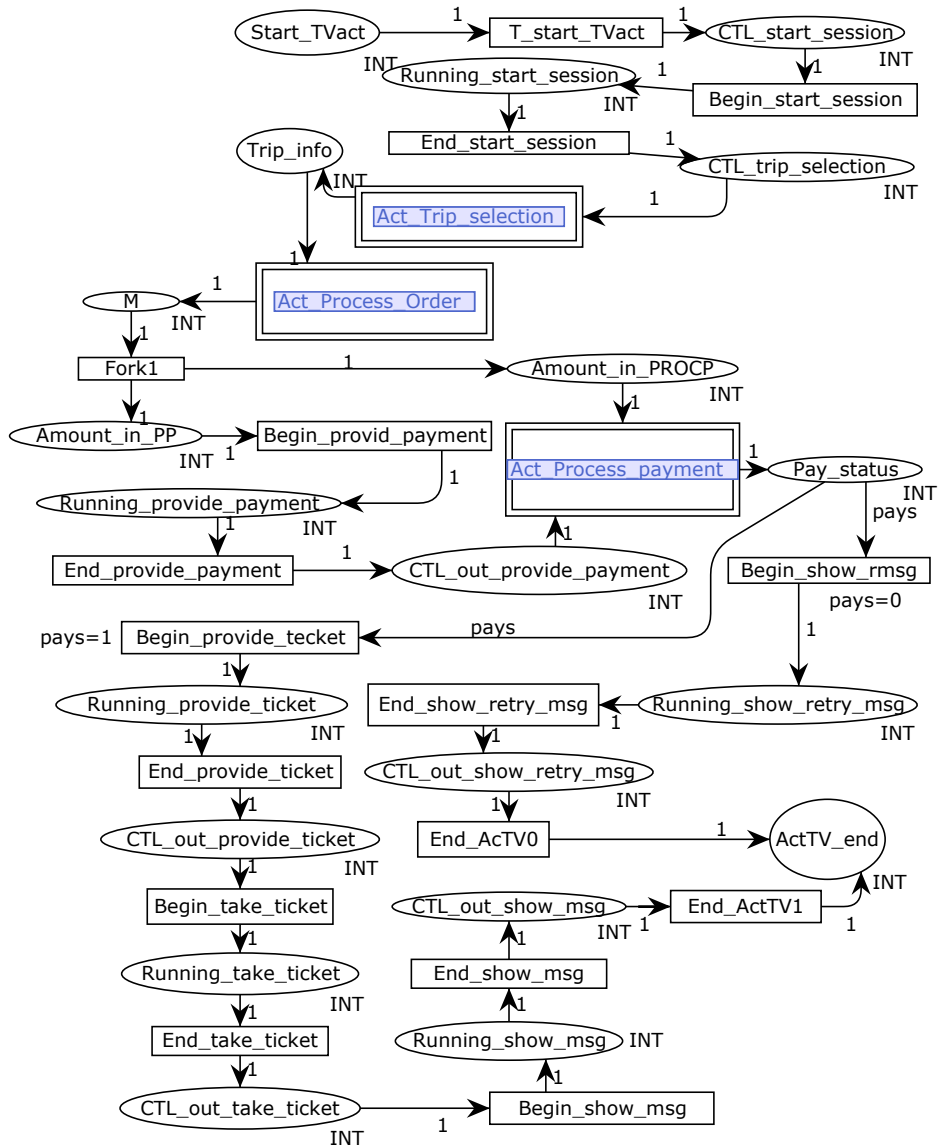 Start_TVact
1
T_start_TVact
1
CTL_start_session
INT
INT
1
Running_start_session
1
INT
Begin_start_session
1
End_start_session
1
CTL_trip_selection
INT
Trip_info
INT
1
Act_Trip_selection
1
Act_Process_Order
1
M
INT
1
Fork1
1
Amount_in_PROCP
INT
1
1
Amount_in_PP
INT
1
Begin_provid_payment
1
Act_Process_payment
1
Pay_status
INT
pays
Running_provide_payment
INT
1
End_provide_payment
1
CTL_out_provide_payment
INT
1
Begin_show_rmsg
pays=0
pays=1
Begin_provide_tecket
pays
1
1
Running_provide_ticket
INT
End_show_retry_msg
1
Running_show_retry_msg
INT
1
1
End_provide_ticket
CTL_out_show_retry_msg
INT
1
1
CTL_out_provide_ticket
INT
End_AcTV0
1
ActTV_end
INT
1
Begin_take_ticket
CTL_out_show_msg
INT
1
End_ActTV1
1
1
1
Running_take_ticket
INT
End_show_msg
1
1
End_take_ticket
Running_show_msg
INT
1
1
CTL_out_take_ticket
INT
1
Begin_show_msg